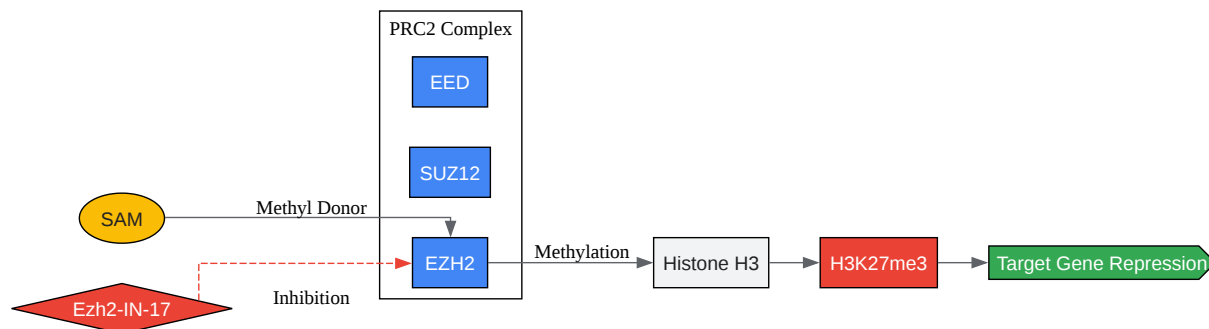 PRC2 Complex
EED
SUZ12
SAM
Methyl Donor
EZH2
Methylation
Histone H3
H3K27me3
Target Gene Repression
Ezh2-IN-17
Inhibition